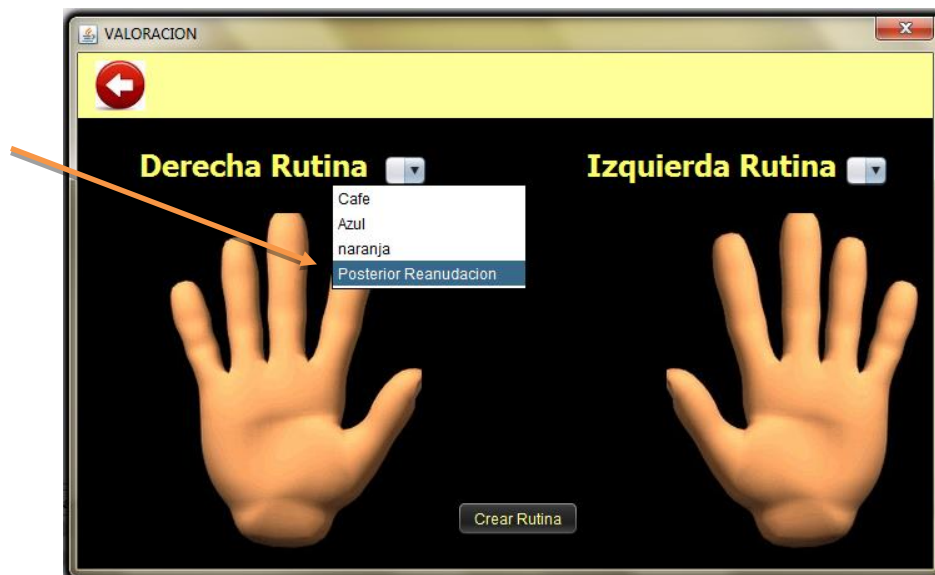 VALORACION
Derecha Rutina
Izquierda Rutina
Cafe
Azul
naranja
Posterior Reanudacion
Crear Rutina